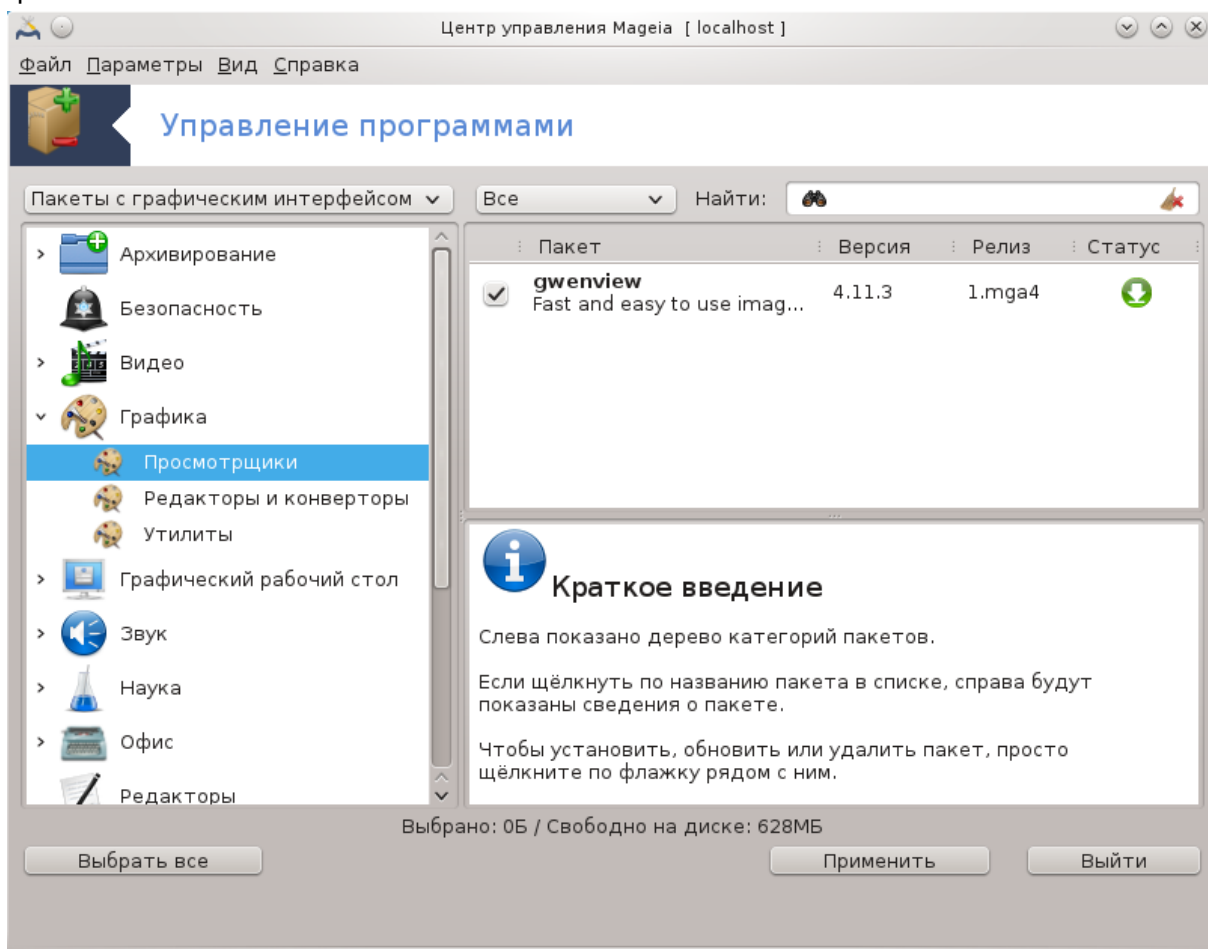 Центр управления Mageia [ localhost ]
Файл Параметры Вид Справка
Управление программами
Пакеты с графическим интерфейсом
Все
Найти:
Архивирование
Безопасность
Видео
Графика
Просмотрщики
Редакторы и конверторы
Утилиты
Графический рабочий стол
Звук
Наука
Офис
Редакторы
Пакет Версия Релиз Статус
gwenview
Fast and easy to use imag...
4.11.3
1.mga4
Краткое введение
Слева показано дерево категорий пакетов.
Если щёлкнуть по названию пакета в списке, справа будут
показаны сведения о пакете.
Чтобы установить, обновить или удалить пакет, просто
щёлкните по флажку рядом с ним.
Выбрано: 0Б / Свободно на диске: 628МБ
Выбрать все
Применить
Выйти